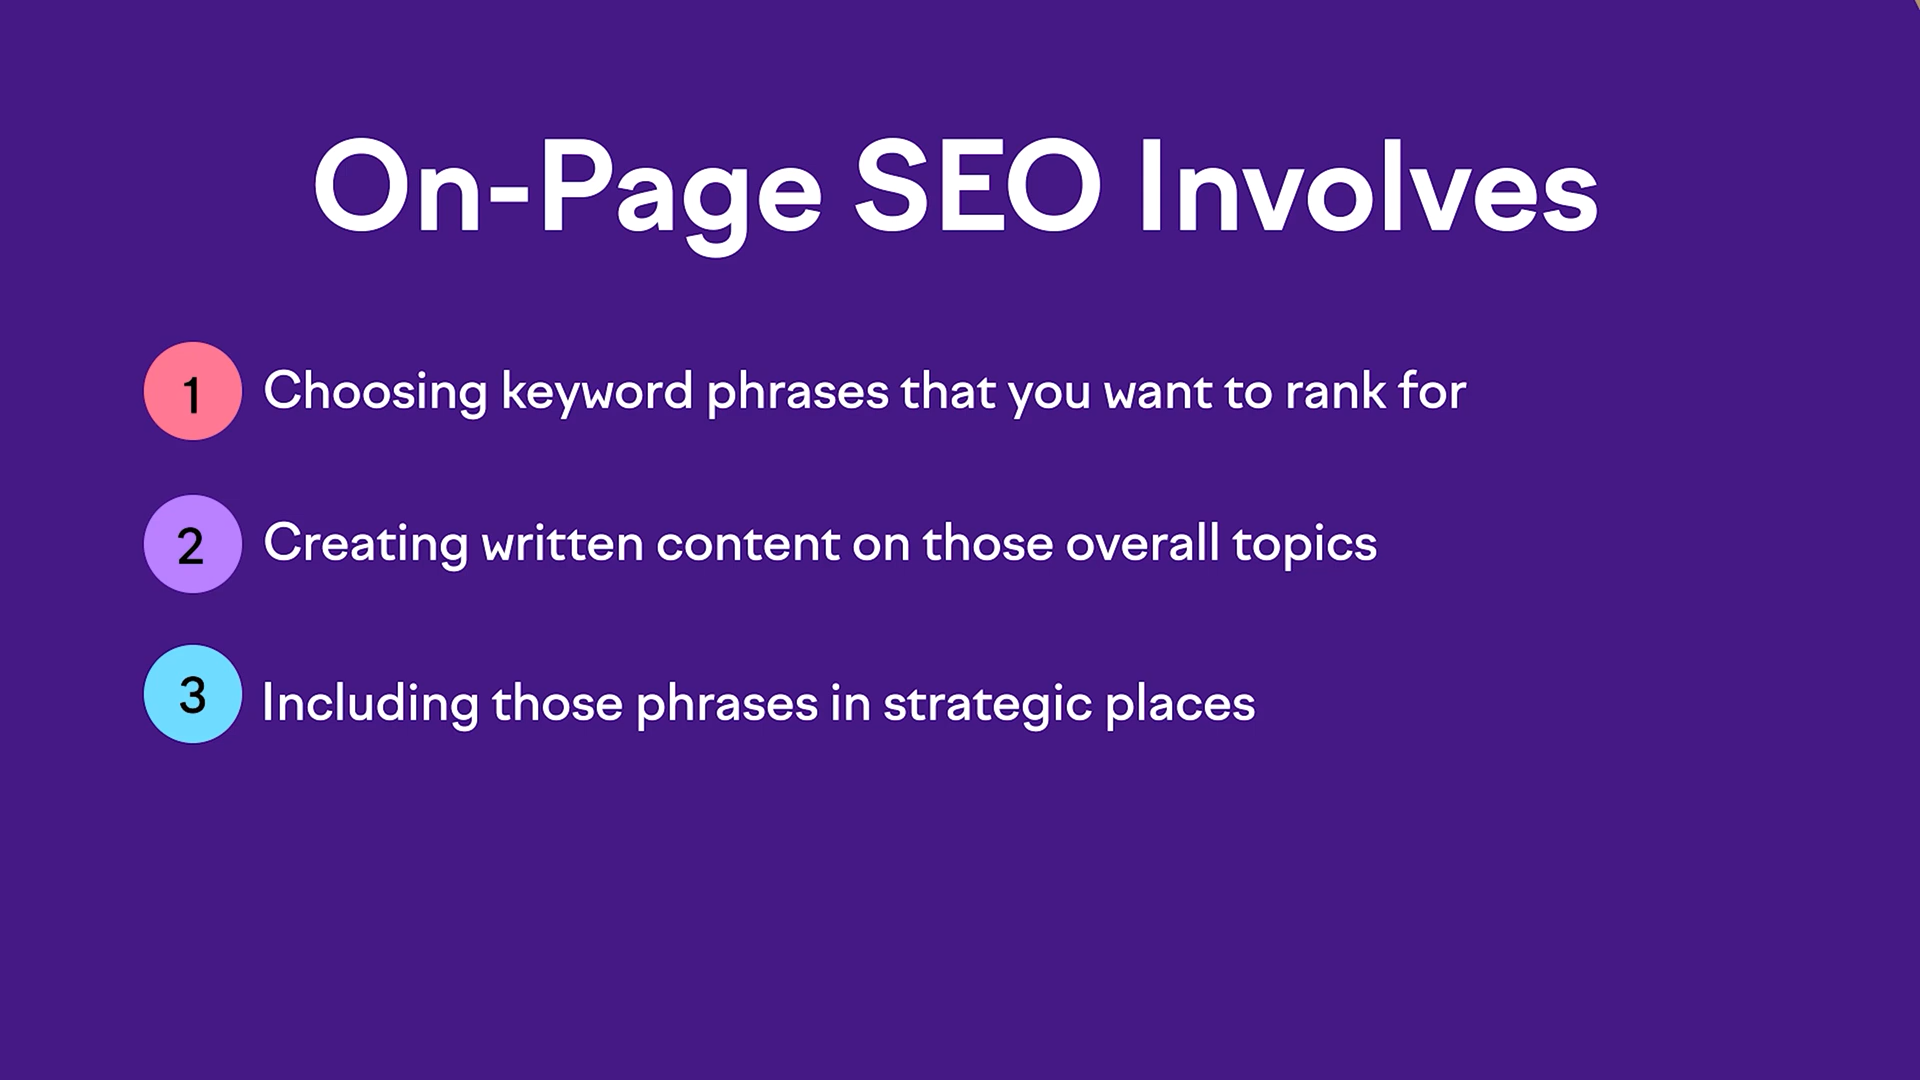 On-Page SEO Involves
1 Choosing keyword phrases that you want to rank for
2 Creating written content on those overall topics
3 Including those phrases in strategic places